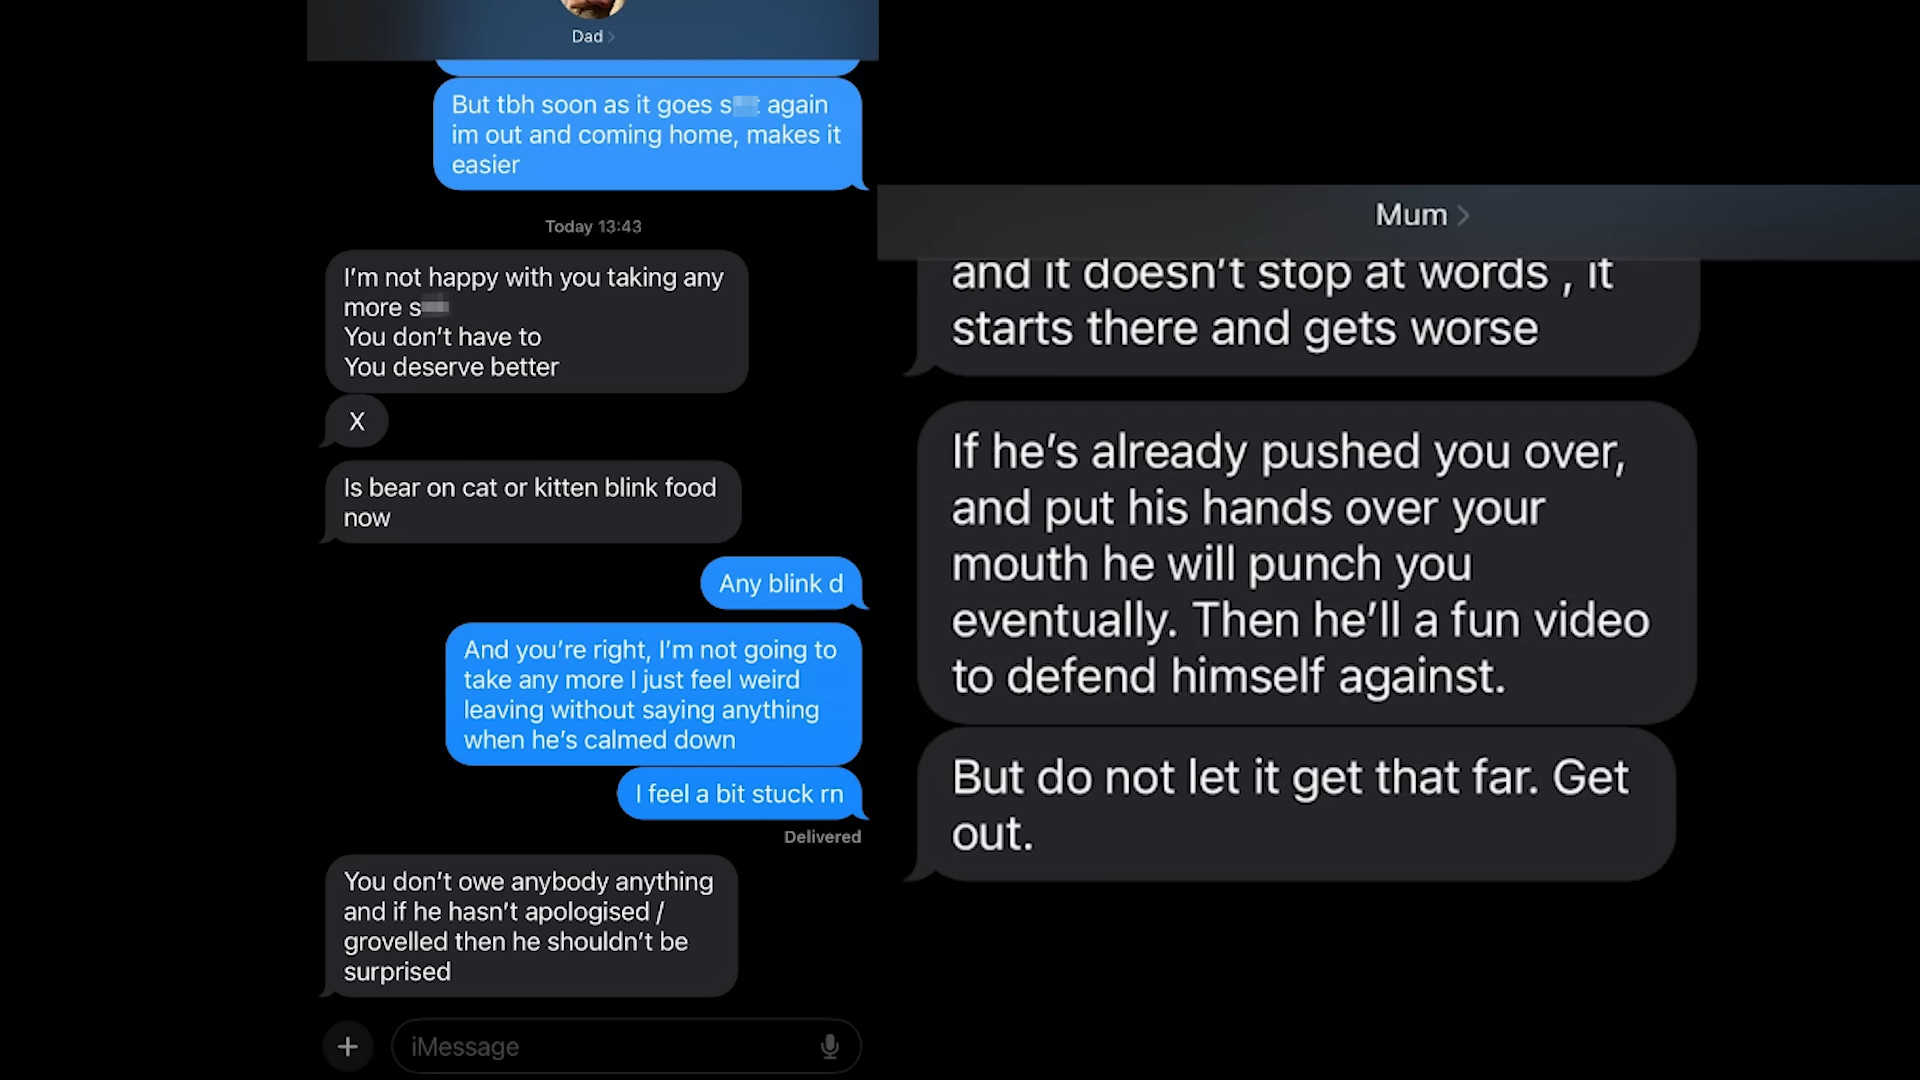 Dad
But tbh soon as it goes s again
im out and coming home, makes it
easier
Today 13:43
I'm not happy with you taking any
more s
You don't have to
You deserve better
X
Is bear on cat or kitten blink food
now
Any blink d
And you're right, I'm not going to
take any more I just feel weird
leaving without saying anything
when he's calmed down
I feel a bit stuck rn
Delivered
You don't owe anybody anything
and if he hasn't apologised /
grovelled then he shouldn't be
surprised
iMessage
Mum
and it doesn't stop at words , it
starts there and gets worse
If he's already pushed you over,
and put his hands over your
mouth he will punch you
eventually. Then he'll a fun video
to defend himself against.
But do not let it get that far. Get
out.